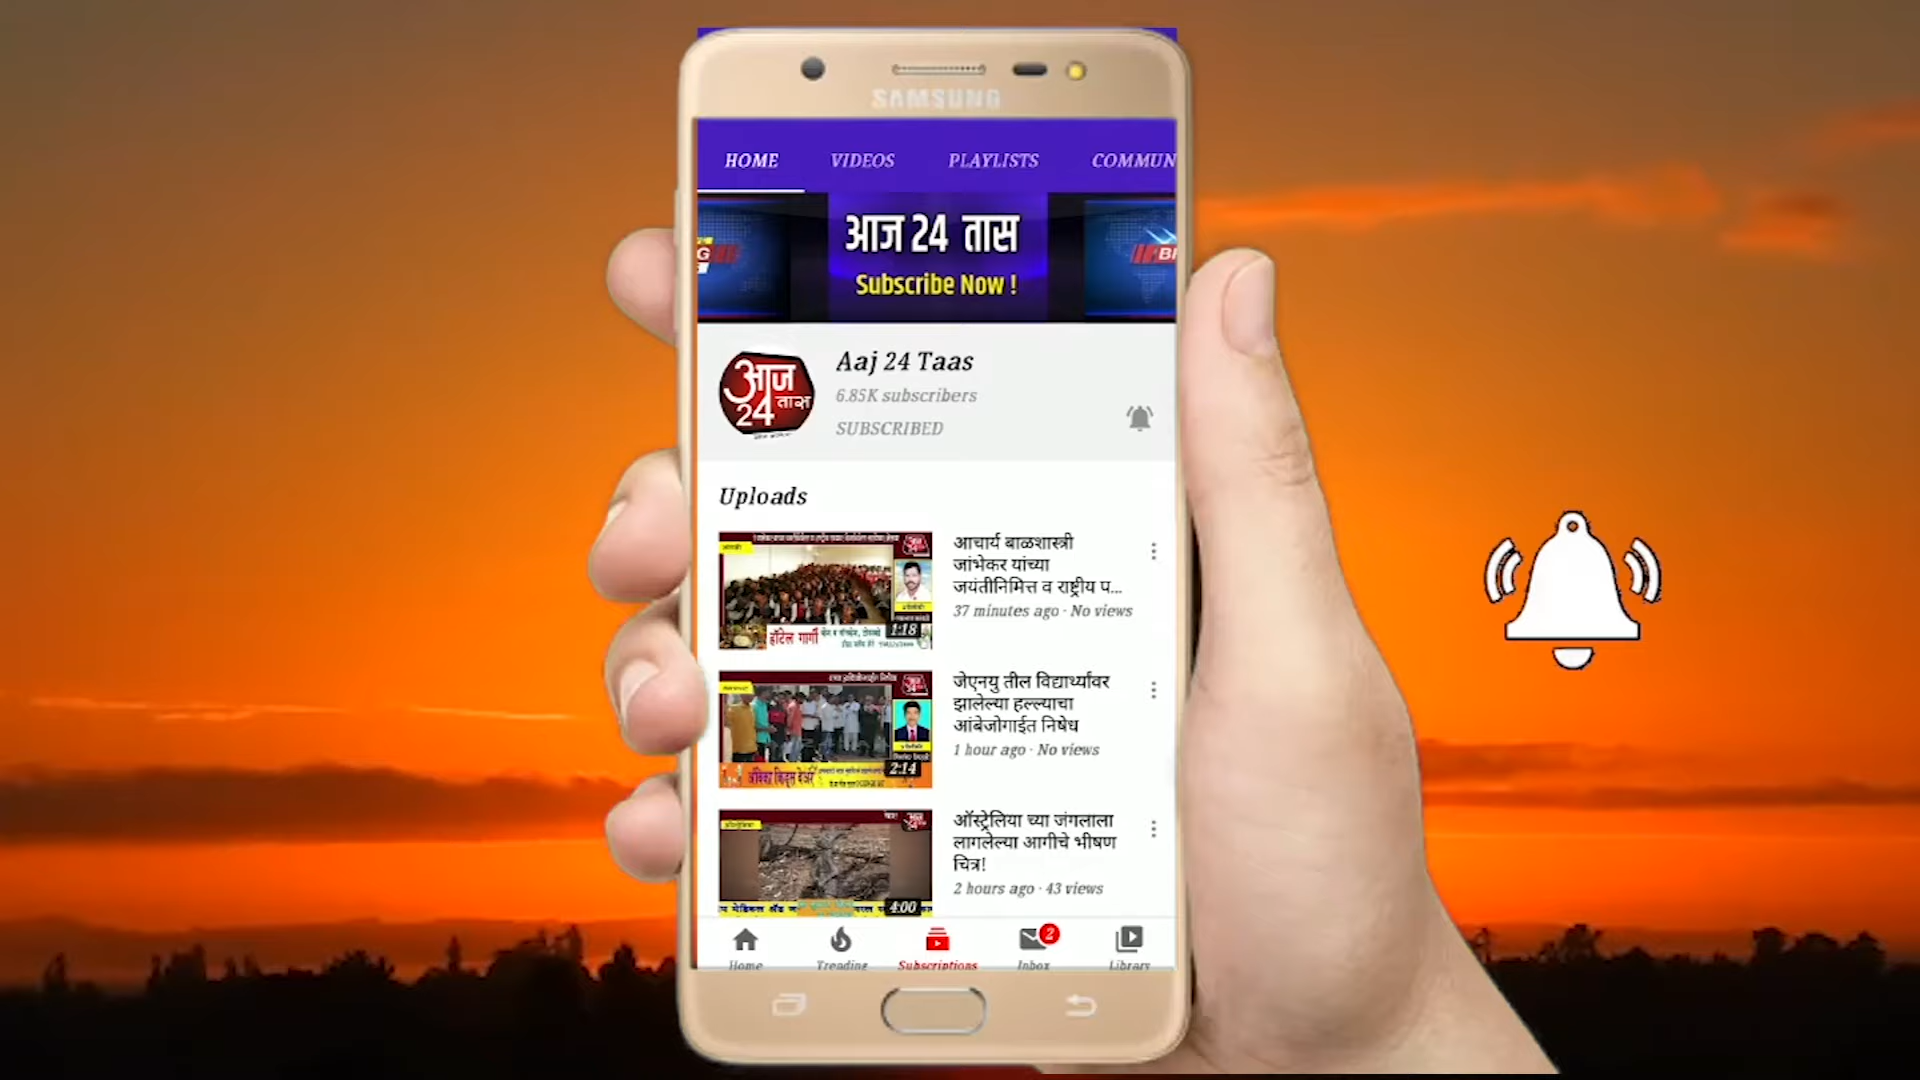 SAMSUNG
HOME VIDEOS PLAYLISTS COMMUN
आज 24 तास
Subscribe Now !
आज
24 तास
Aaj 24 Taas
6.85K subscribers
SUBSCRIBED
Uploads
आचार्य बाळशास्त्री
जांभेकर यांच्या
जयंतीनिमित्त व राष्ट्रीय प...
37 minutes ago · No views
हॉटेल गार्गी
1:18
जेएनयु तील विद्यार्थ्यांवर
झालेल्या हल्ल्याचा
आंबेजोगाईत निषेध
1 hour ago · No views
2:14
ऑस्ट्रेलिया च्या जंगलाला
लागलेल्या आगीचे भीषण
चित्र!
2 hours ago · 43 views
4:00
2
Home Trending Subscriptions Inbox Library